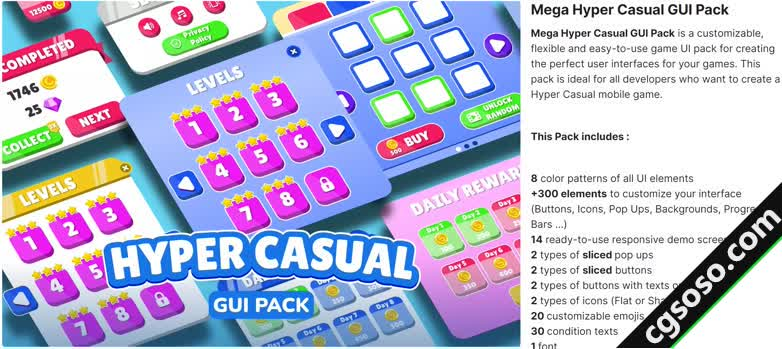 Mega Hyper Casual GUI Pack
Mega Hyper Casual GUI Pack is a customizable,
flexible and easy-to-use game UI pack for creating
the perfect user interfaces for your games. This
pack is ideal for all developers who want to create a
Hyper Casual mobile game.
This Pack includes :
8 color patterns of all UI elements
+300 elements to customize your interface
(Buttons, Icons, Pop Ups, Backgrounds, Progre
Bars ...)
14 ready-to-use responsive demo scree
2 types of sliced pop ups
2 types of sliced buttons
2 types of buttons with texts o
2 types of icons (Flat or Sha
20 customizable emojis
30 condition texts
1 font
cgsoso.com
12500
COMPLETED
1746
25
COLLECT
NEXT
Privacy
Policy
LEVELS
1 2 3
4 5 6
7 8
500 BUY
UNLOCK
RANDOM
LEVELS
1 2 3
4 5
7 8
DAILY REWAR
Day 1
Day 2
Day 5
Day 6
HYPER CASUAL
GUI PACK
Day 6
Day 7
Day 8